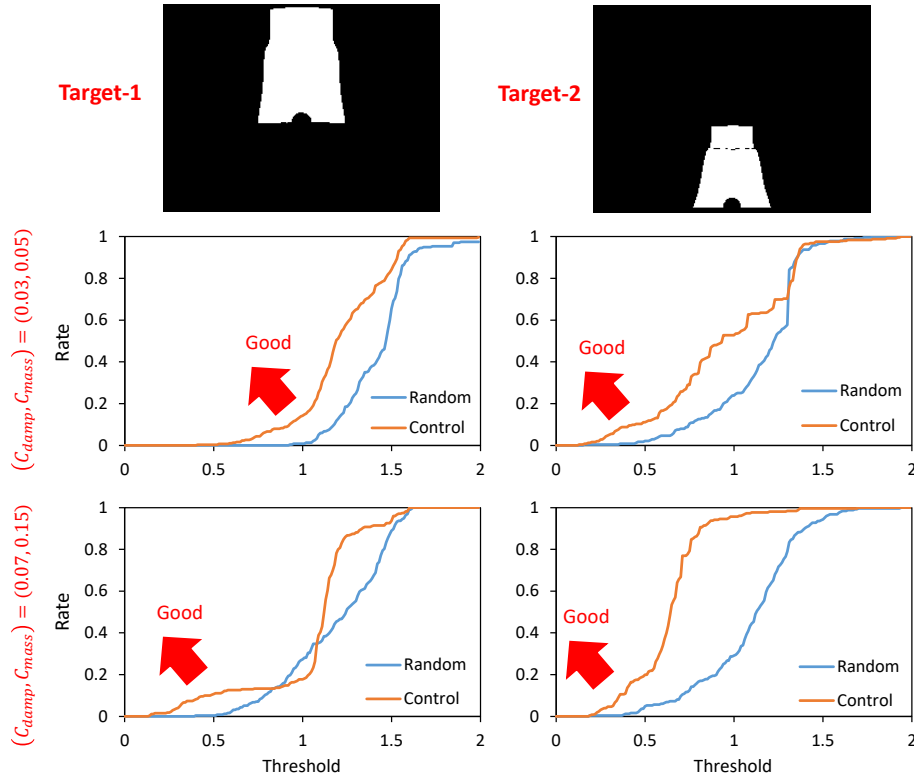 Target-1
Target-2
(C_damp, C_mass) = (0.03, 0.05)
Rate
1
0.8
0.6
0.4
0.2
0
0 0.5 1 1.5 2
Good
Random
Control
1
0.8
0.6
0.4
0.2
0
0 0.5 1 1.5 2
Good
Random
Control
(C_damp, C_mass) = (0.07, 0.15)
Rate
1
0.8
0.6
0.4
0.2
0
0 0.5 1 1.5 2
Threshold
Good
Random
Control
1
0.8
0.6
0.4
0.2
0
0 0.5 1 1.5 2
Threshold
Good
Random
Control